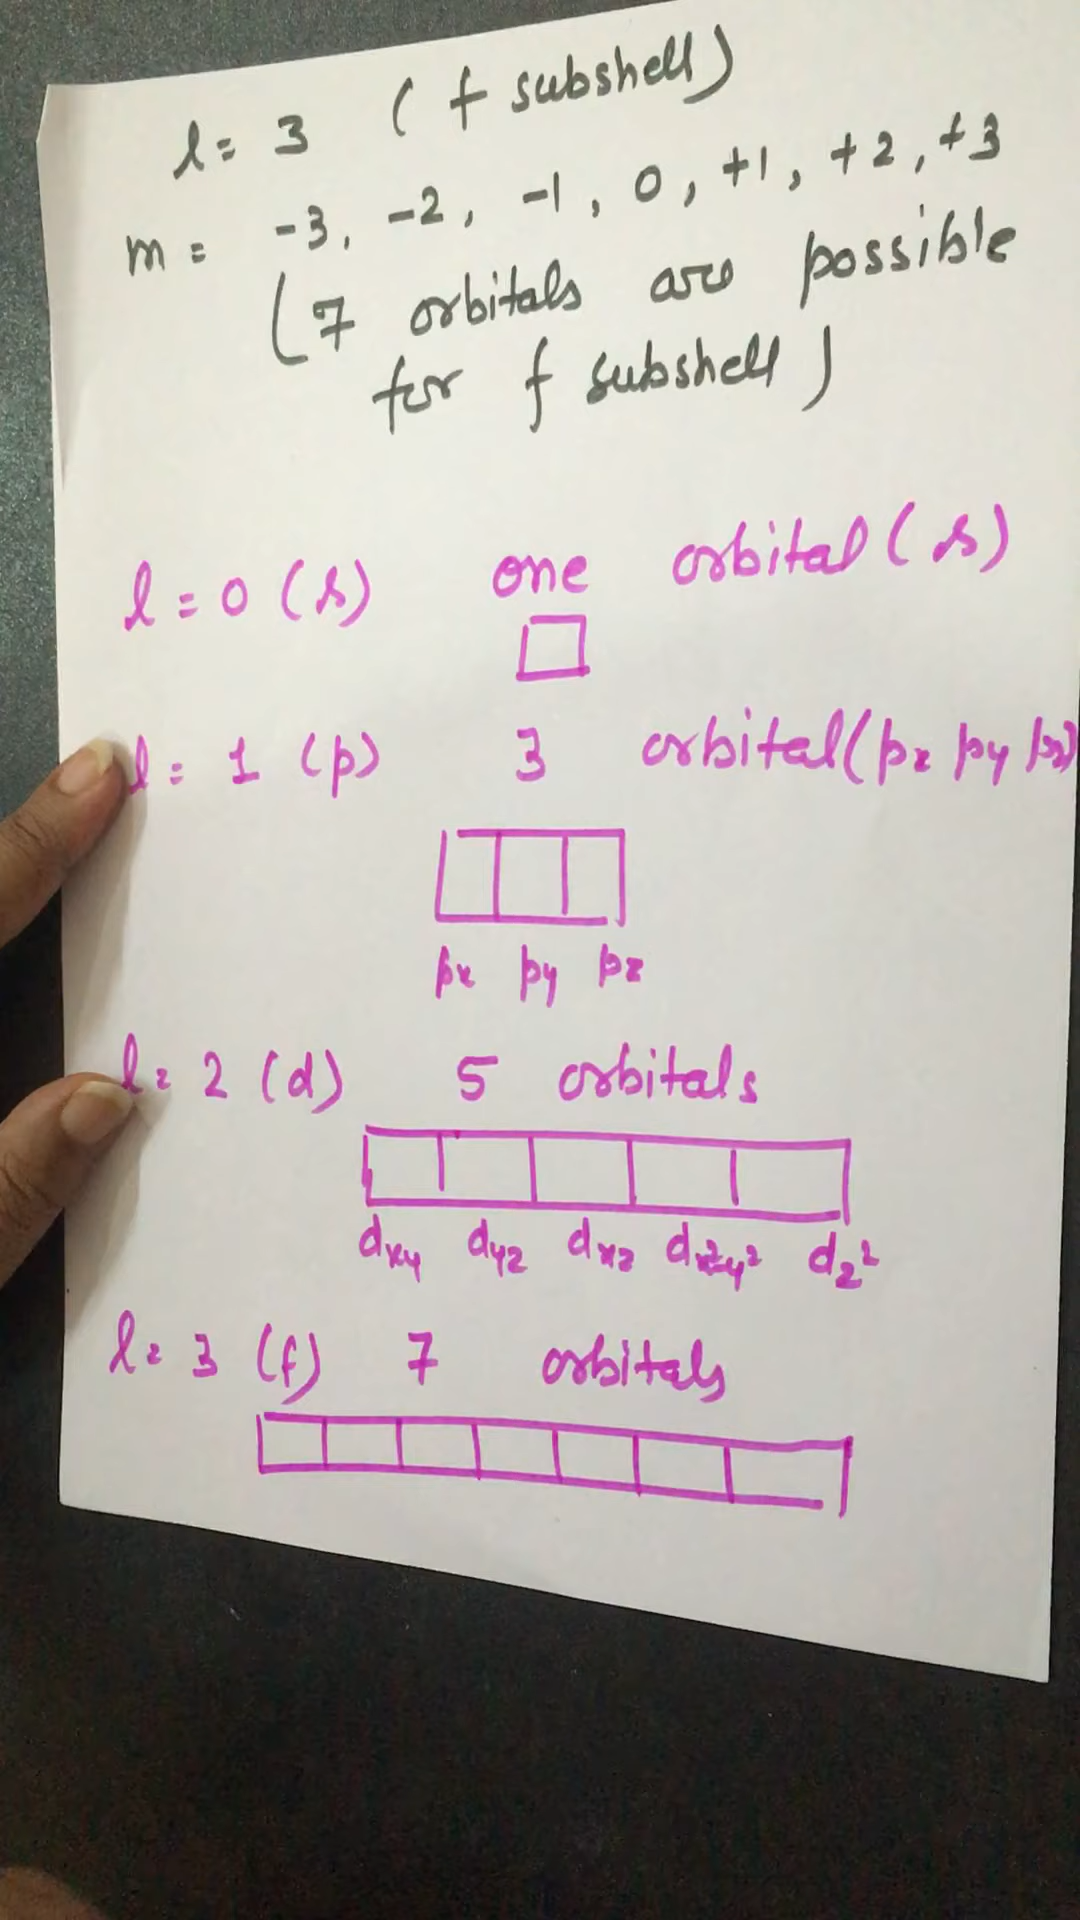 l = 3 (f subshell)
m = -3, -2, -1, 0, +1, +2, +3
(7 orbitals are possible
for f subshell)
l = 0 (s) one orbital (s)
l = 1 (p) 3 orbital (px py pz)
px py pz
l = 2 (d) 5 orbitals
dxy dyz dxz dx²-y² dz²
l = 3 (f) 7 orbitals